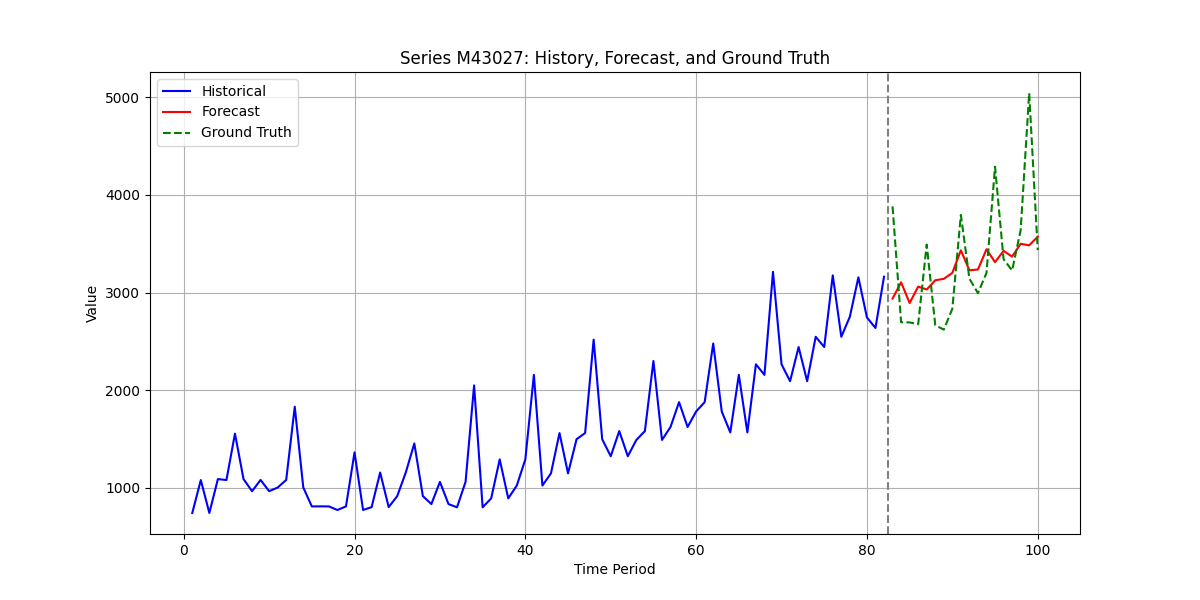 Series M43027: History, Forecast, and Ground Truth
Historical
Forecast
Ground Truth
5000
4000
3000
2000
1000
Value
0 20 40 60 80 100
Time Period